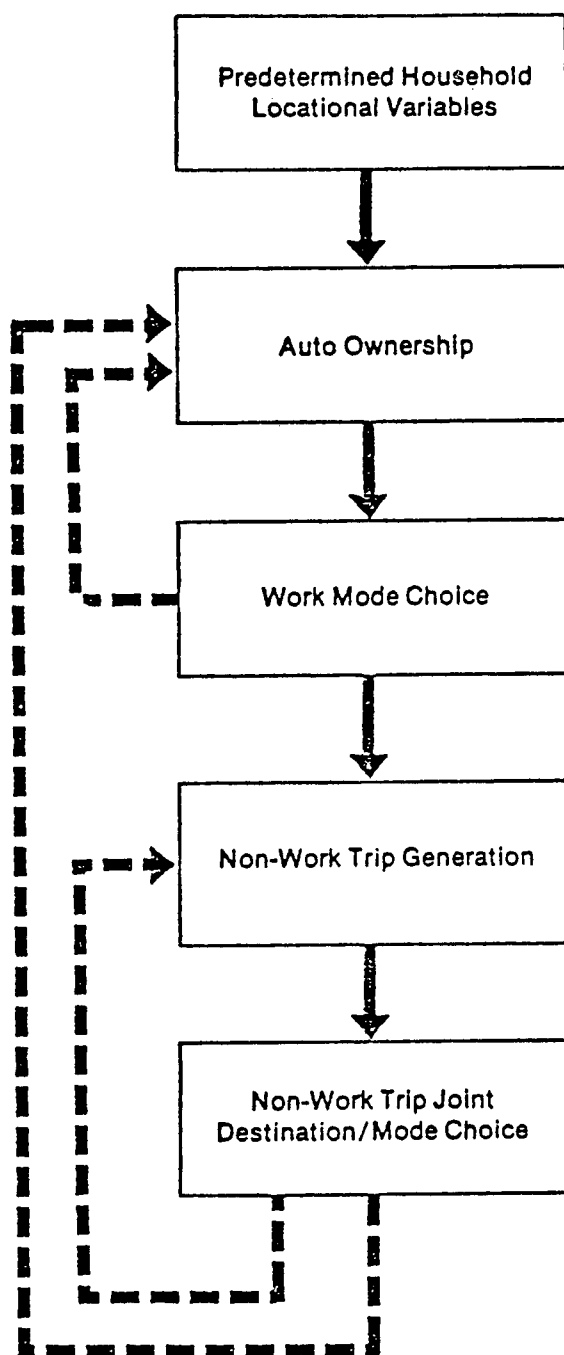 Predetermined Household
Locational Variables
Auto Ownership
Work Mode Choice
Non-Work Trip Generation
Non-Work Trip Joint
Destination/Mode Choice